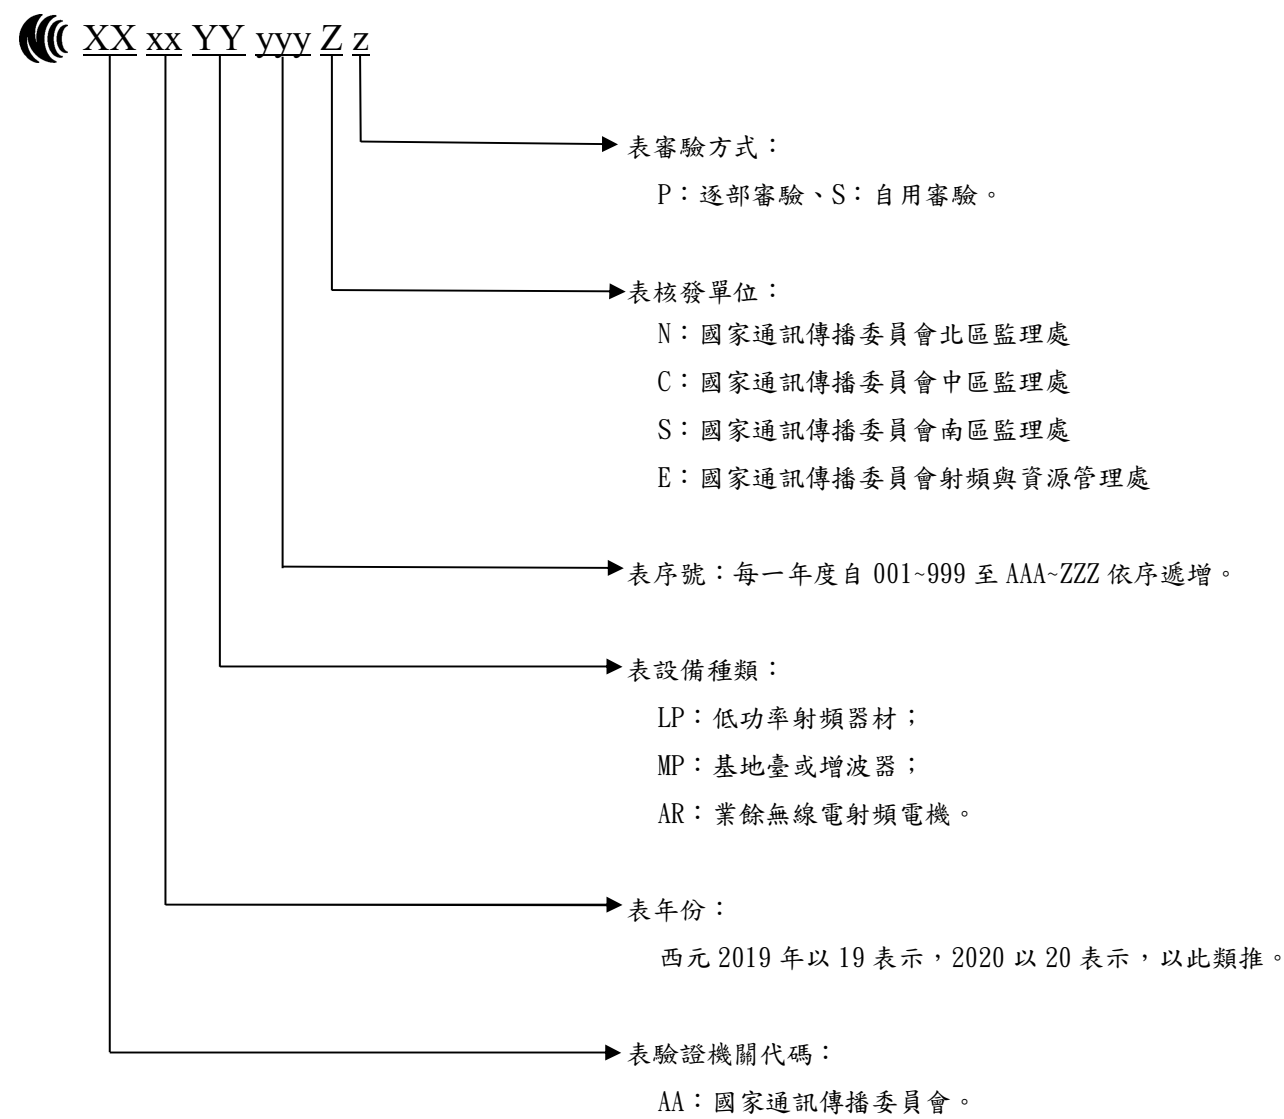 XX xx YY yyy Z z
表審驗方式：
P：逐部審驗、S：自用審驗。
表核發單位：
N：國家通訊傳播委員會北區監理處
C：國家通訊傳播委員會中區監理處
S：國家通訊傳播委員會南區監理處
E：國家通訊傳播委員會射頻與資源管理處
表序號：每一年度自 001~999 至 AAA~ZZZ 依序遞增。
表設備種類：
LP：低功率射頻器材；
MP：基地臺或增波器；
AR：業餘無線電射頻電機。
表年份：
西元 2019 年以 19 表示，2020 以 20 表示，以此類推。
表驗證機關代碼：
AA：國家通訊傳播委員會。